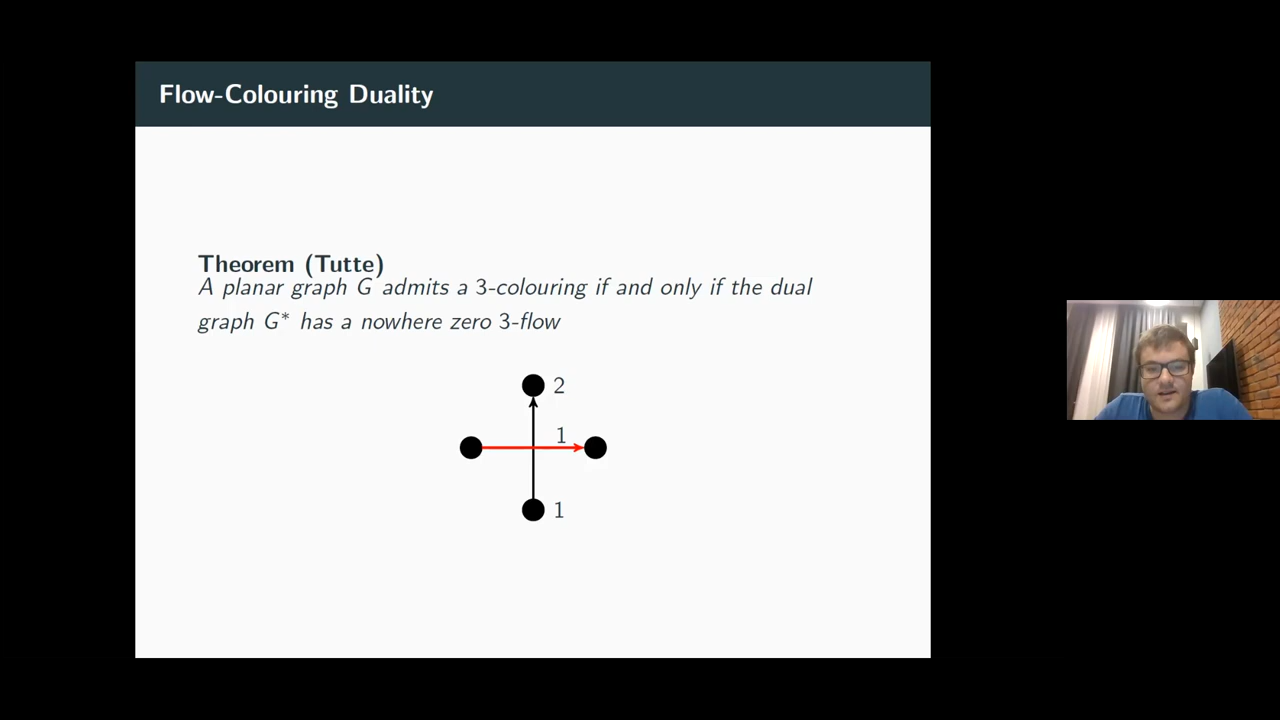 Flow-Colouring Duality
Theorem (Tutte)
A planar graph G admits a 3-colouring if and only if the dual
graph G* has a nowhere zero 3-flow
2
1
1